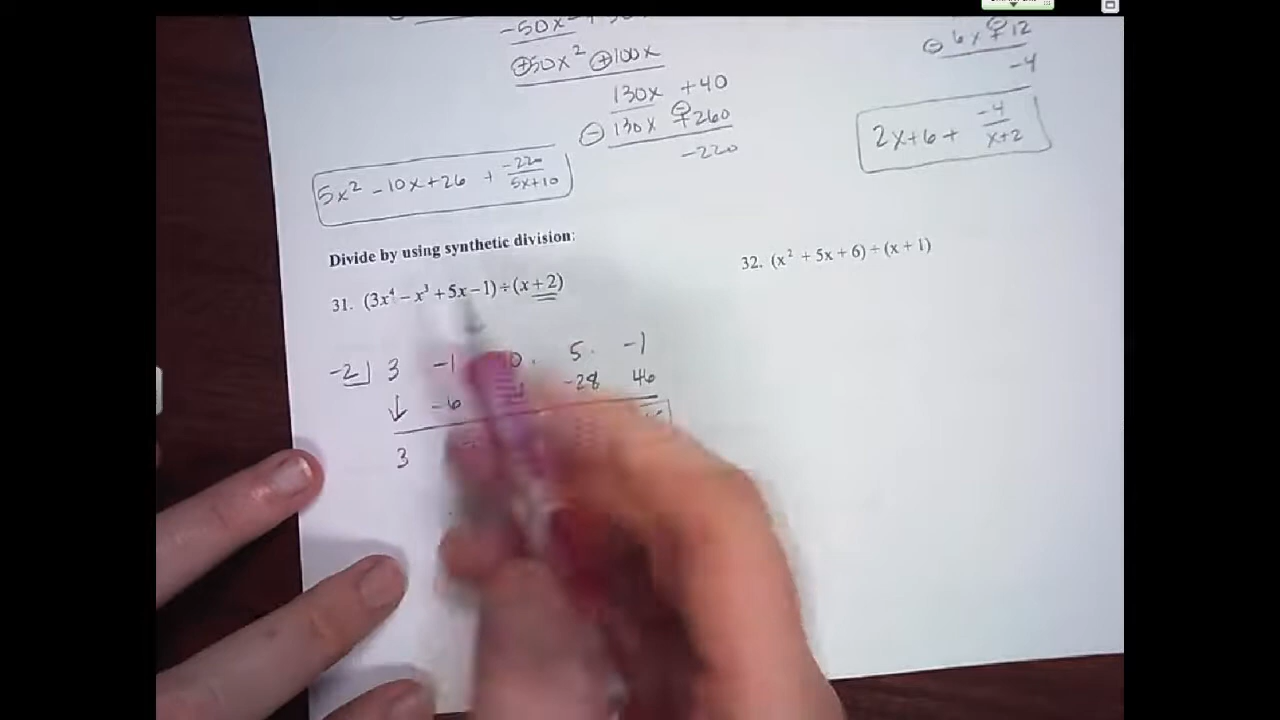 -50x
⊕50x² ⊕100x
130x +40
⊖ 130x ∓260
-220
5x² - 10x + 26 + -220/5x+10
⊖ 6x ∓12
-4
2x+6+ -4/x+2
Divide by using synthetic division:
31. (3x⁴ – x³ + 5x – 1) ÷ (x + 2)
-2 3 -1 0 5 -1
↓ -6 -28 46
3
32. (x² + 5x + 6) ÷ (x + 1)